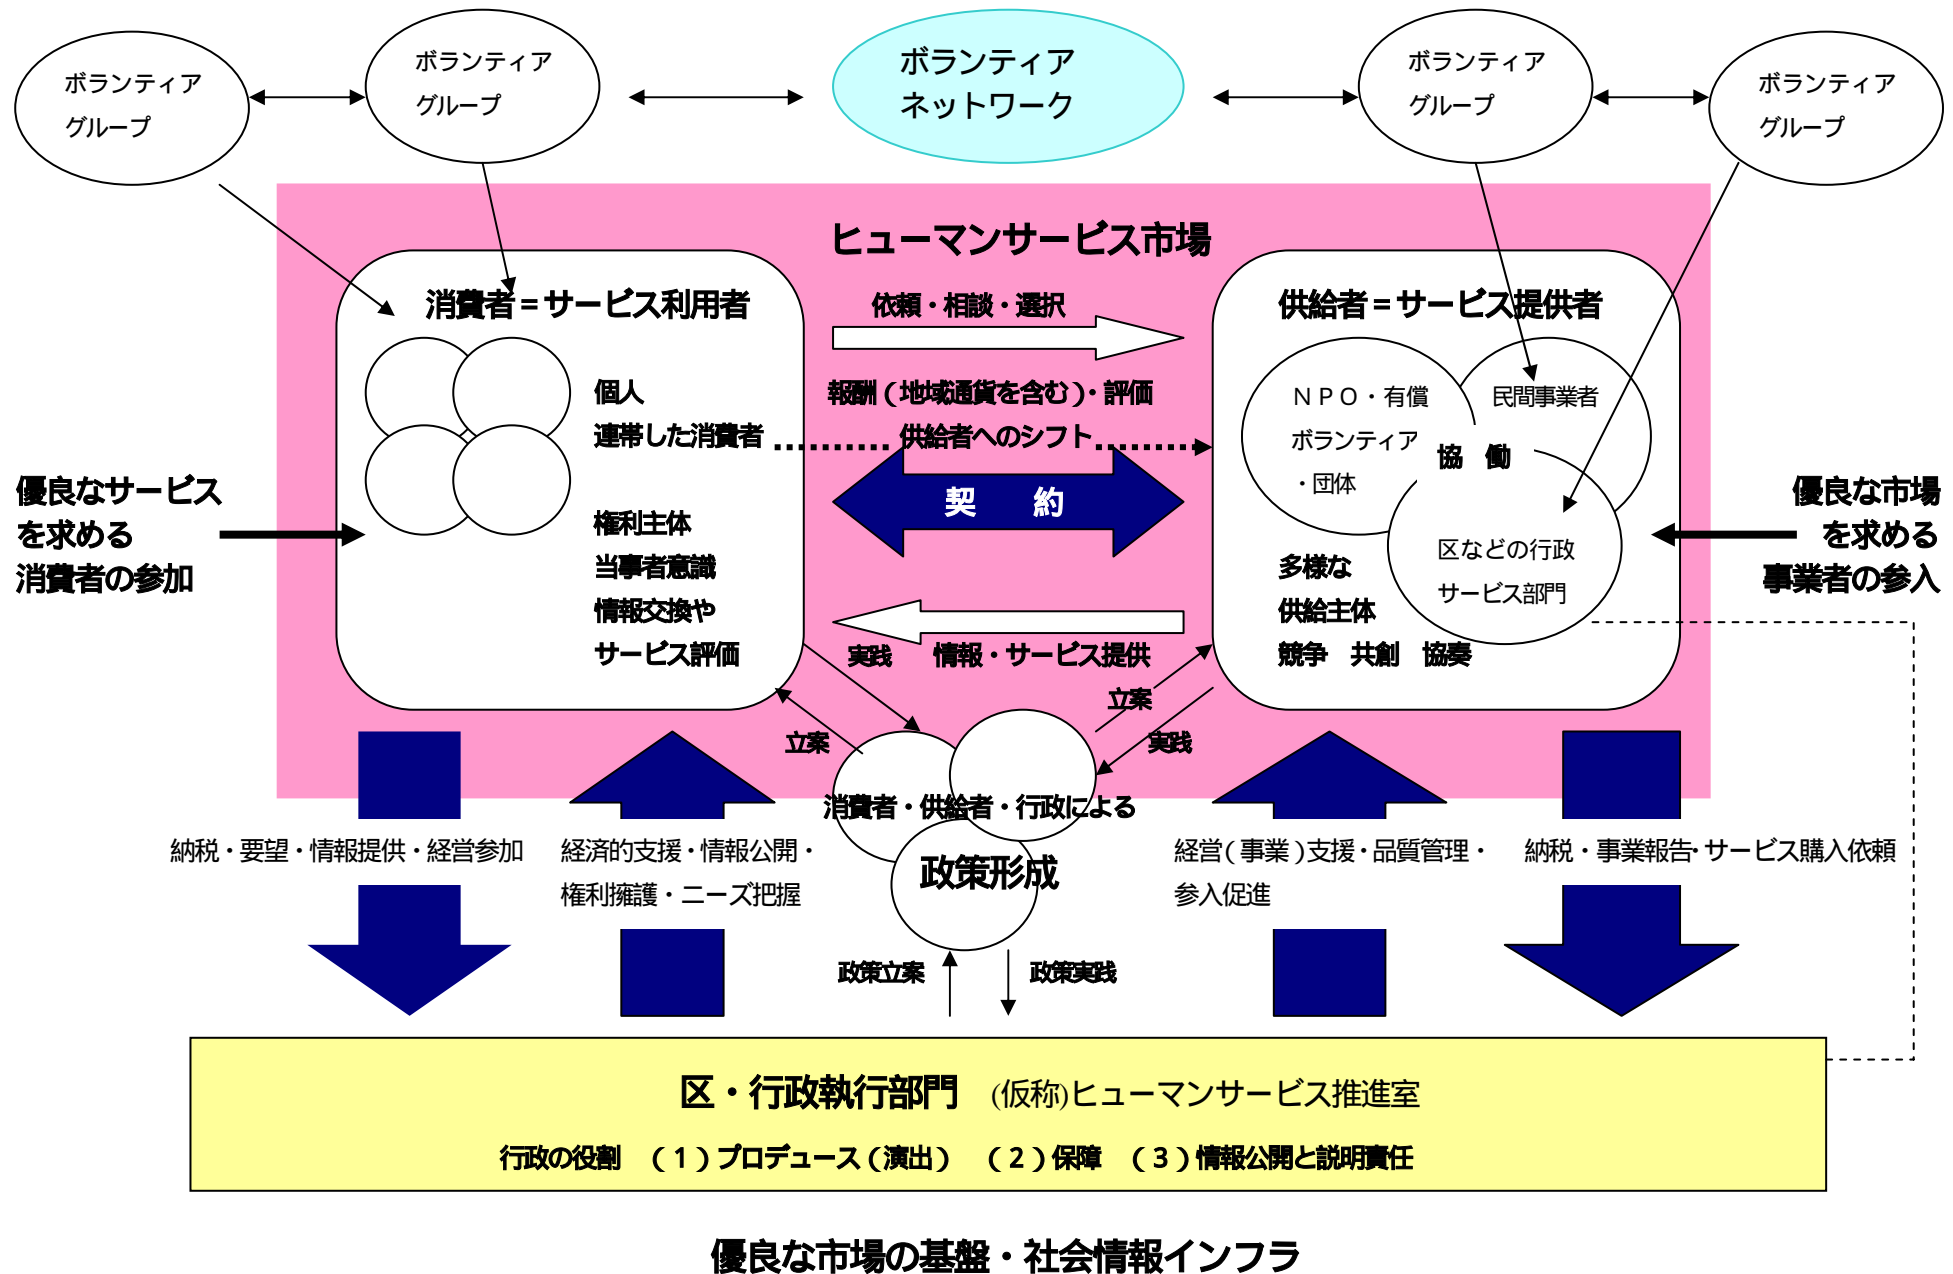 ボランティア
グループ
ボランティア
グループ
ボランティア
ネットワーク
ボランティア
グループ
ボランティア
グループ
ヒューマンサービス市場
消費者＝サービス利用者
個人
連帯した消費者
権利主体
当事者意識
情報交換や
サービス評価
依頼・相談・選択
報酬（地域通貨を含む）・評価
供給者へのシフト
契　約
情報・サービス提供
供給者＝サービス提供者
ＮＰＯ・有償
ボランティア
・団体
民間事業者
協　働
区などの行政
サービス部門
多様な
供給主体
競争　共創　協奏
優良なサービス
を求める
消費者の参加
優良な市場
を求める
事業者の参入
実践
立案
立案
実践
消費者・供給者・行政による
政策形成
納税・要望・情報提供・経営参加
経済的支援・情報公開・
権利擁護・ニーズ把握
経営（事業）支援・品質管理・
参入促進
納税・事業報告・サービス購入依頼
政策立案
政策実践
区・行政執行部門　(仮称)ヒューマンサービス推進室
行政の役割　（１）プロデュース（演出）　（２）保障　（３）情報公開と説明責任
優良な市場の基盤・社会情報インフラ